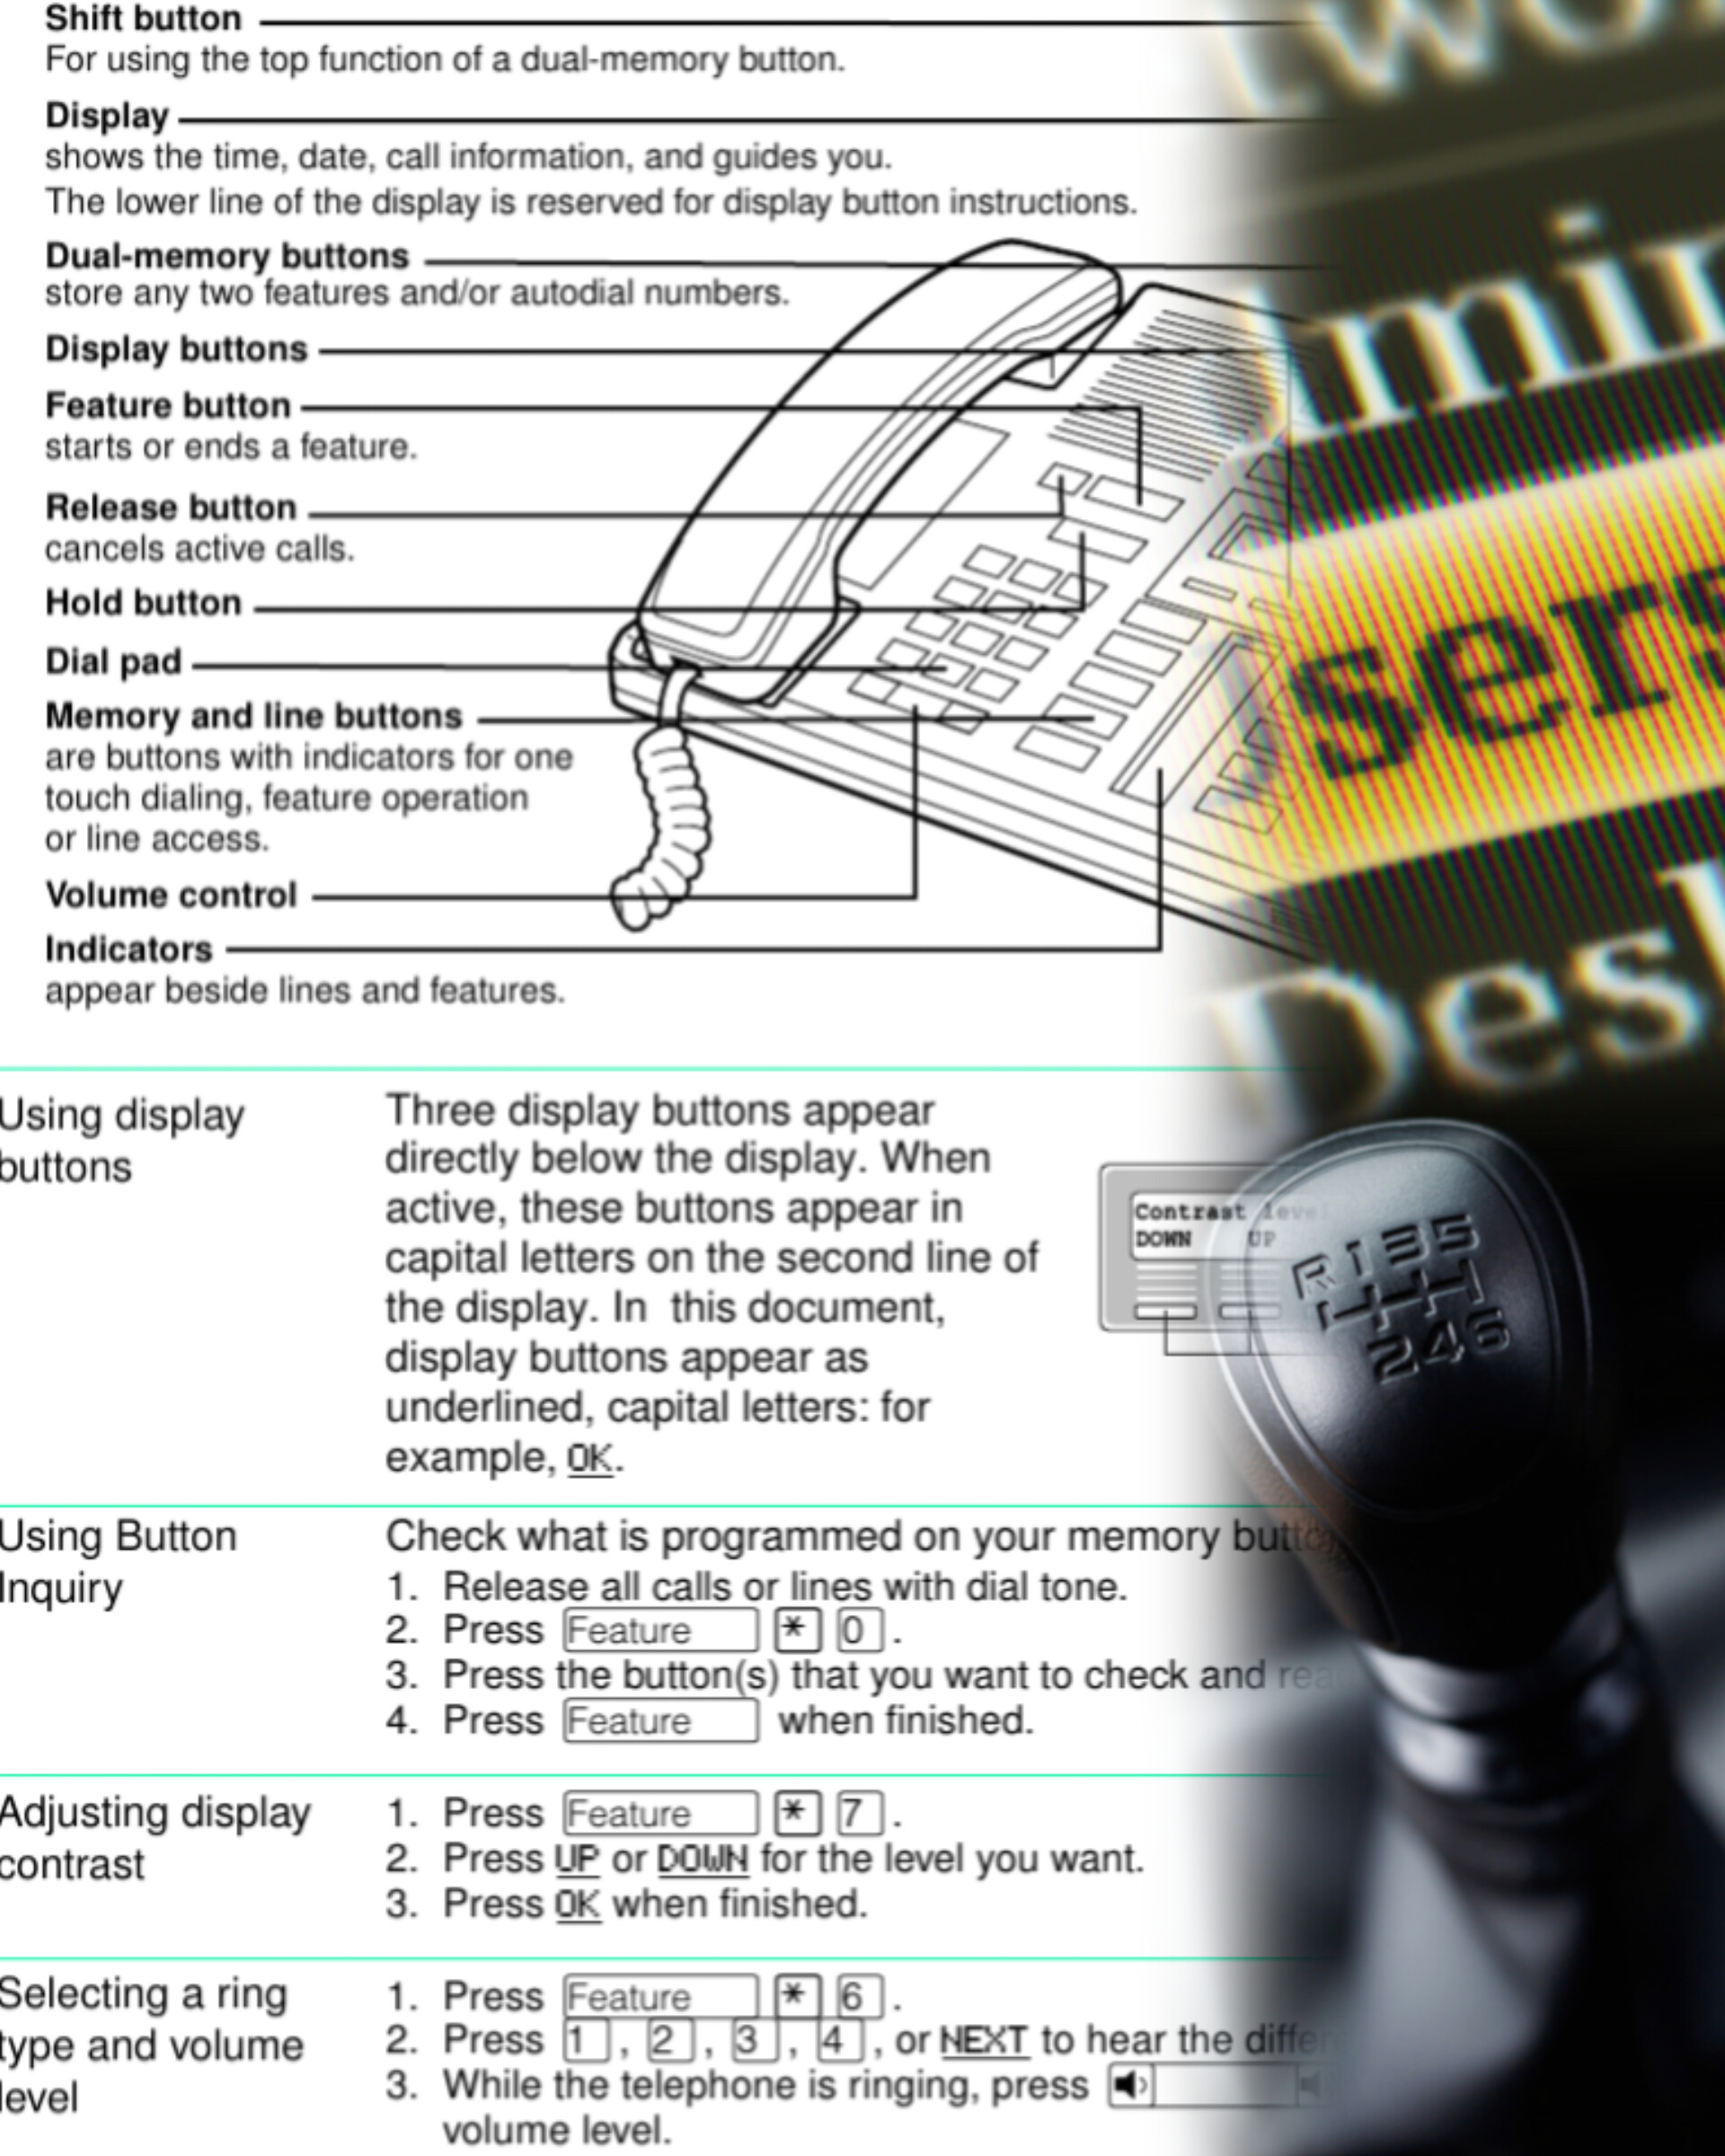 Shift button
For using the top function of a dual-memory button.
Display
shows the time, date, call information, and guides you.
The lower line of the display is reserved for display button instructions.
Dual-memory buttons
store any two features and/or autodial numbers.
Display buttons
Feature button
starts or ends a feature.
Release button
cancels active calls.
Hold button
Dial pad
Memory and line buttons
are buttons with indicators for one
touch dialing, feature operation
or line access.
Volume control
Indicators
appear beside lines and features.
Using display
buttons
Three display buttons appear
directly below the display. When
active, these buttons appear in
capital letters on the second line of
the display. In this document,
display buttons appear as
underlined, capital letters: for
example, OK.
Contrast
DOWN UP
R 1 3 5
2 4 6
Using Button
Inquiry
Check what is programmed on your memory
1. Release all calls or lines with dial tone.
2. Press Feature * 0 .
3. Press the button(s) that you want to check and
4. Press Feature when finished.
Adjusting display
contrast
1. Press Feature * 7 .
2. Press UP or DOWN for the level you want.
3. Press OK when finished.
Selecting a ring
type and volume
level
1. Press Feature * 6 .
2. Press 1 , 2 , 3 , 4 , or NEXT to hear the
3. While the telephone is ringing, press
volume level.